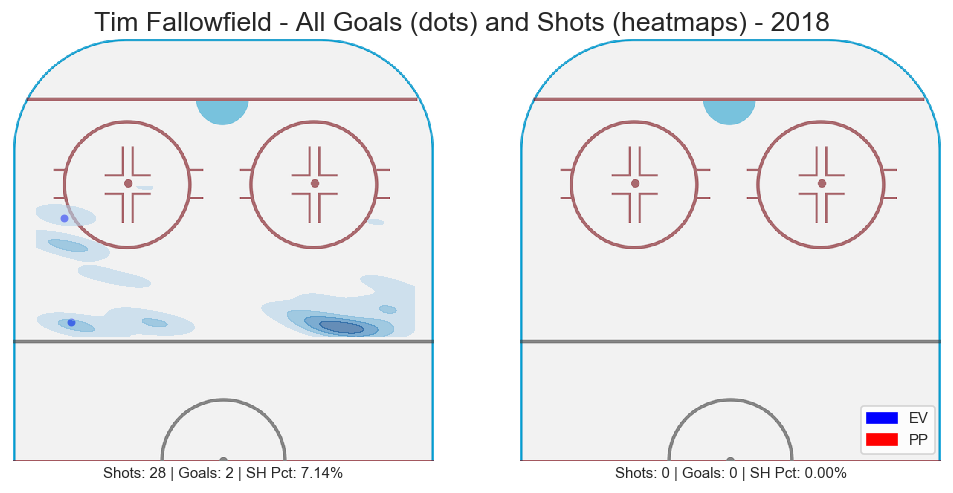 Tim Fallowfield - All Goals (dots) and Shots (heatmaps) - 2018
EV
PP
Shots: 28 | Goals: 2 | SH Pct: 7.14%
Shots: 0 | Goals: 0 | SH Pct: 0.00%